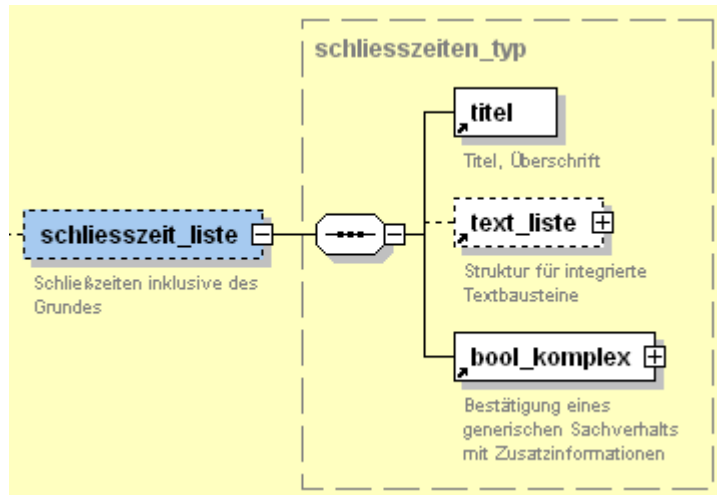 schliesszeiten_typ
titel
Titel, Überschrift
schliesszeit_liste
Schließzeiten inklusive des
Grundes
text_liste
Struktur für integrierte
Textbausteine
bool_komplex
Bestätigung eines
generischen Sachverhalts
mit Zusatzinformationen